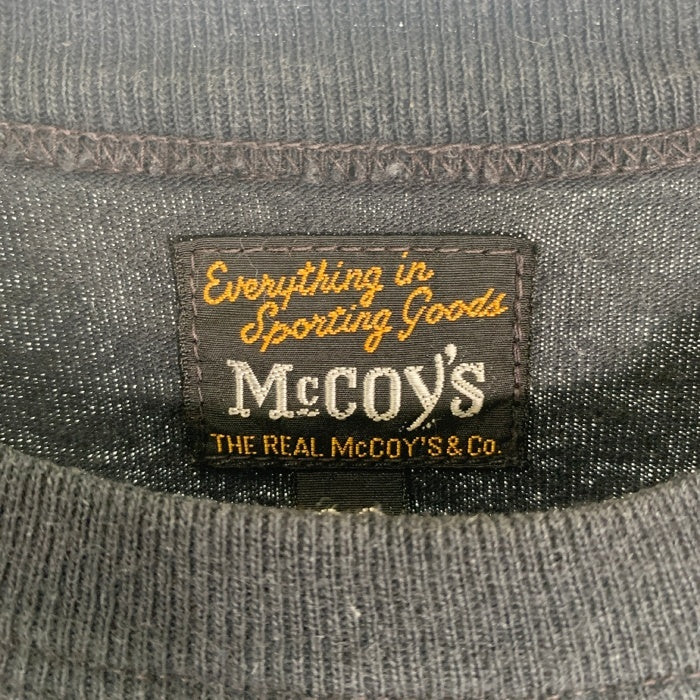 Everything in
Sporting Goods
McCOY'S
THE REAL McCOY'S & Co.